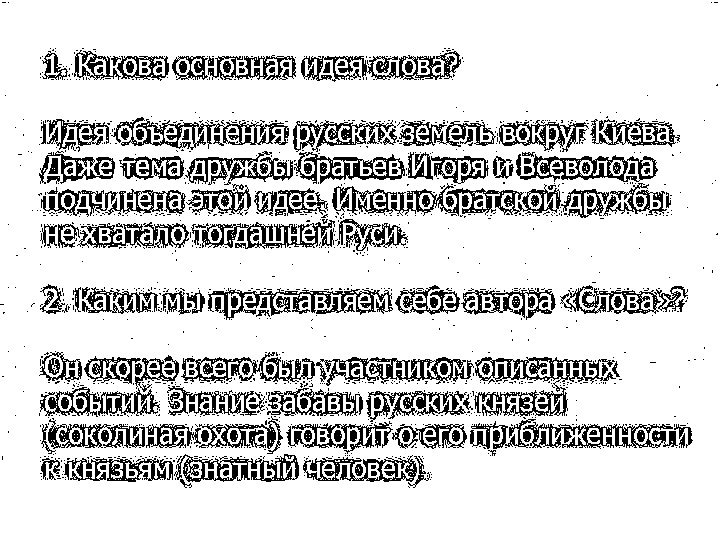 1. Какова основная идея слова?
Идея объединения русских земель вокруг Киева.
Даже тема дружбы братьев Игоря и Всеволода
подчинена этой идее. Именно братской дружбы
не хватало тогдашней Руси.
2. Каким мы представляем себе автора «Слова»?
Он скорее всего был участником описанных
событий. Знание забавы русских князей
(соколиная охота) говорит о его приближенности
к князьям (знатный человек).